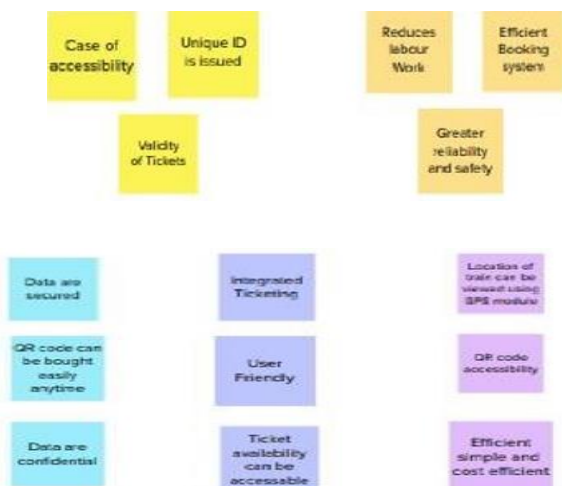 Case of
accessibility
Unique ID
is issued
Validity
of Tickets
Reduces
labour
Work
Efficient
Booking
system
Greater
reliability
and safety
Data are
secured
QR code can
be bought
easily
anytime
Data are
confidential
Integrated
Ticketing
User
Friendly
Ticket
availability
can be
accessable
Location of
train can be
viewed using
GPS module
QR code
accessibility
Efficient
simple and
cost efficient